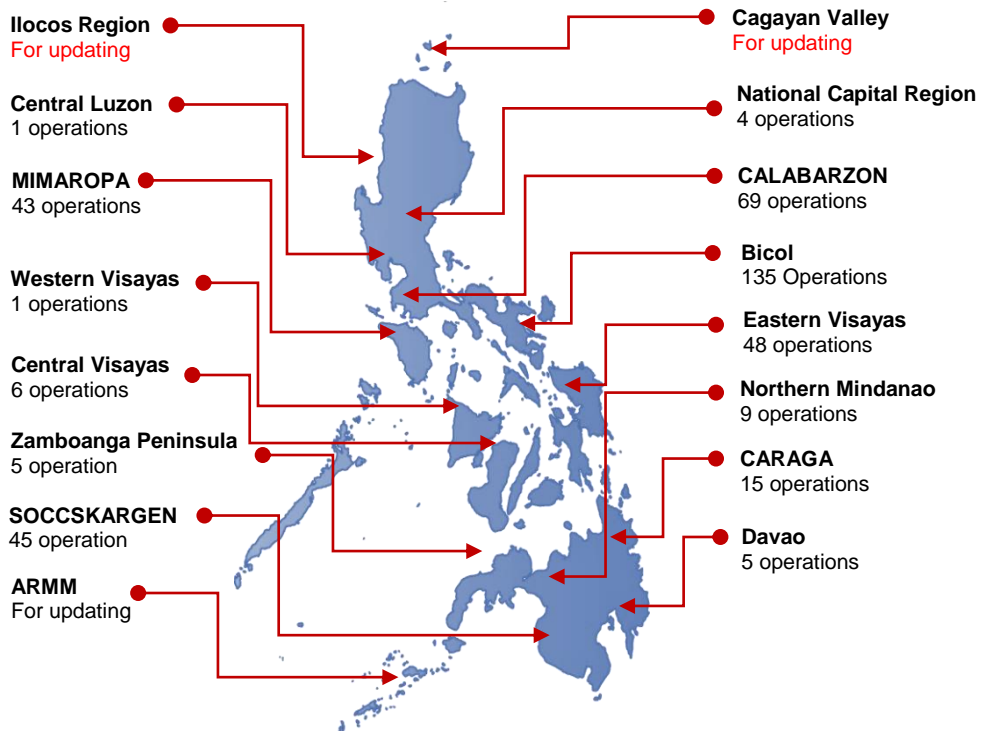 Ilocos Region
For updating
Central Luzon
1 operations
MIMAROPA
43 operations
Western Visayas
1 operations
Central Visayas
6 operations
Zamboanga Peninsula
5 operation
SOCCSKARGEN
45 operation
ARMM
For updating
Cagayan Valley
For updating
National Capital Region
4 operations
CALABARZON
69 operations
Bicol
135 Operations
Eastern Visayas
48 operations
Northern Mindanao
9 operations
CARAGA
15 operations
Davao
5 operations